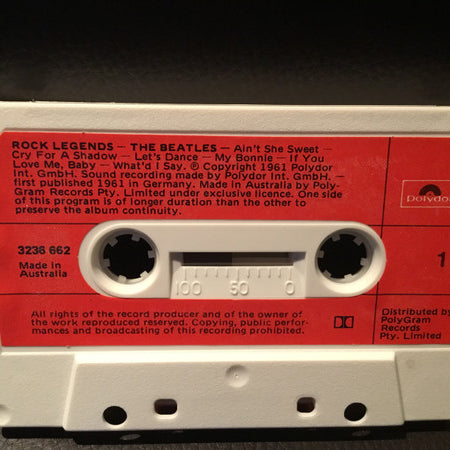 ROCK LEGENDS — THE BEATLES — Ain't She Sweet —
Cry For A Shadow — Let's Dance — My Bonnie — If You
Love Me, Baby — What'd I Say. ℗ Copyright 1961 Polydor
Int. GmbH. Sound recording made by Polydor Int. GmbH. —
first published 1961 in Germany. Made in Australia by Poly-
Gram Records Pty. Limited under exclusive licence. One side
of this program is of longer duration than the other to
preserve the album continuity.
polydor
3236 662
Made in
Australia
1
100 50 0
All rights of the record producer and of the owner of
the work reproduced reserved. Copying, public perfor-
mances and broadcasting of this recording prohibited.
Distributed by
PolyGram
Records
Pty. Limited